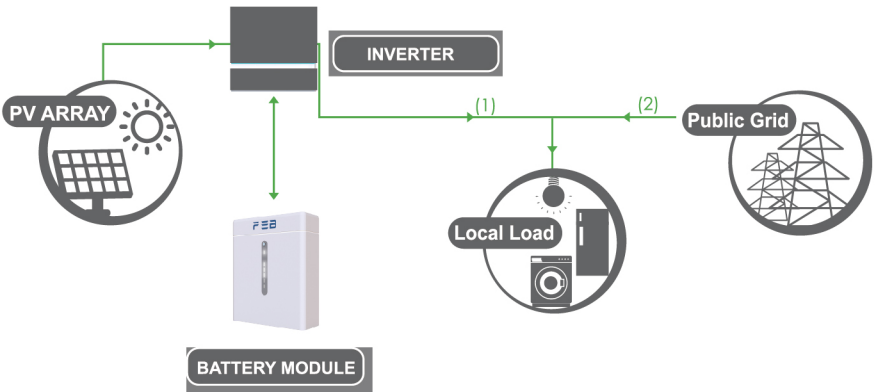 INVERTER
PV ARRAY
(1)
(2)
Public Grid
Local Load
BATTERY MODULE